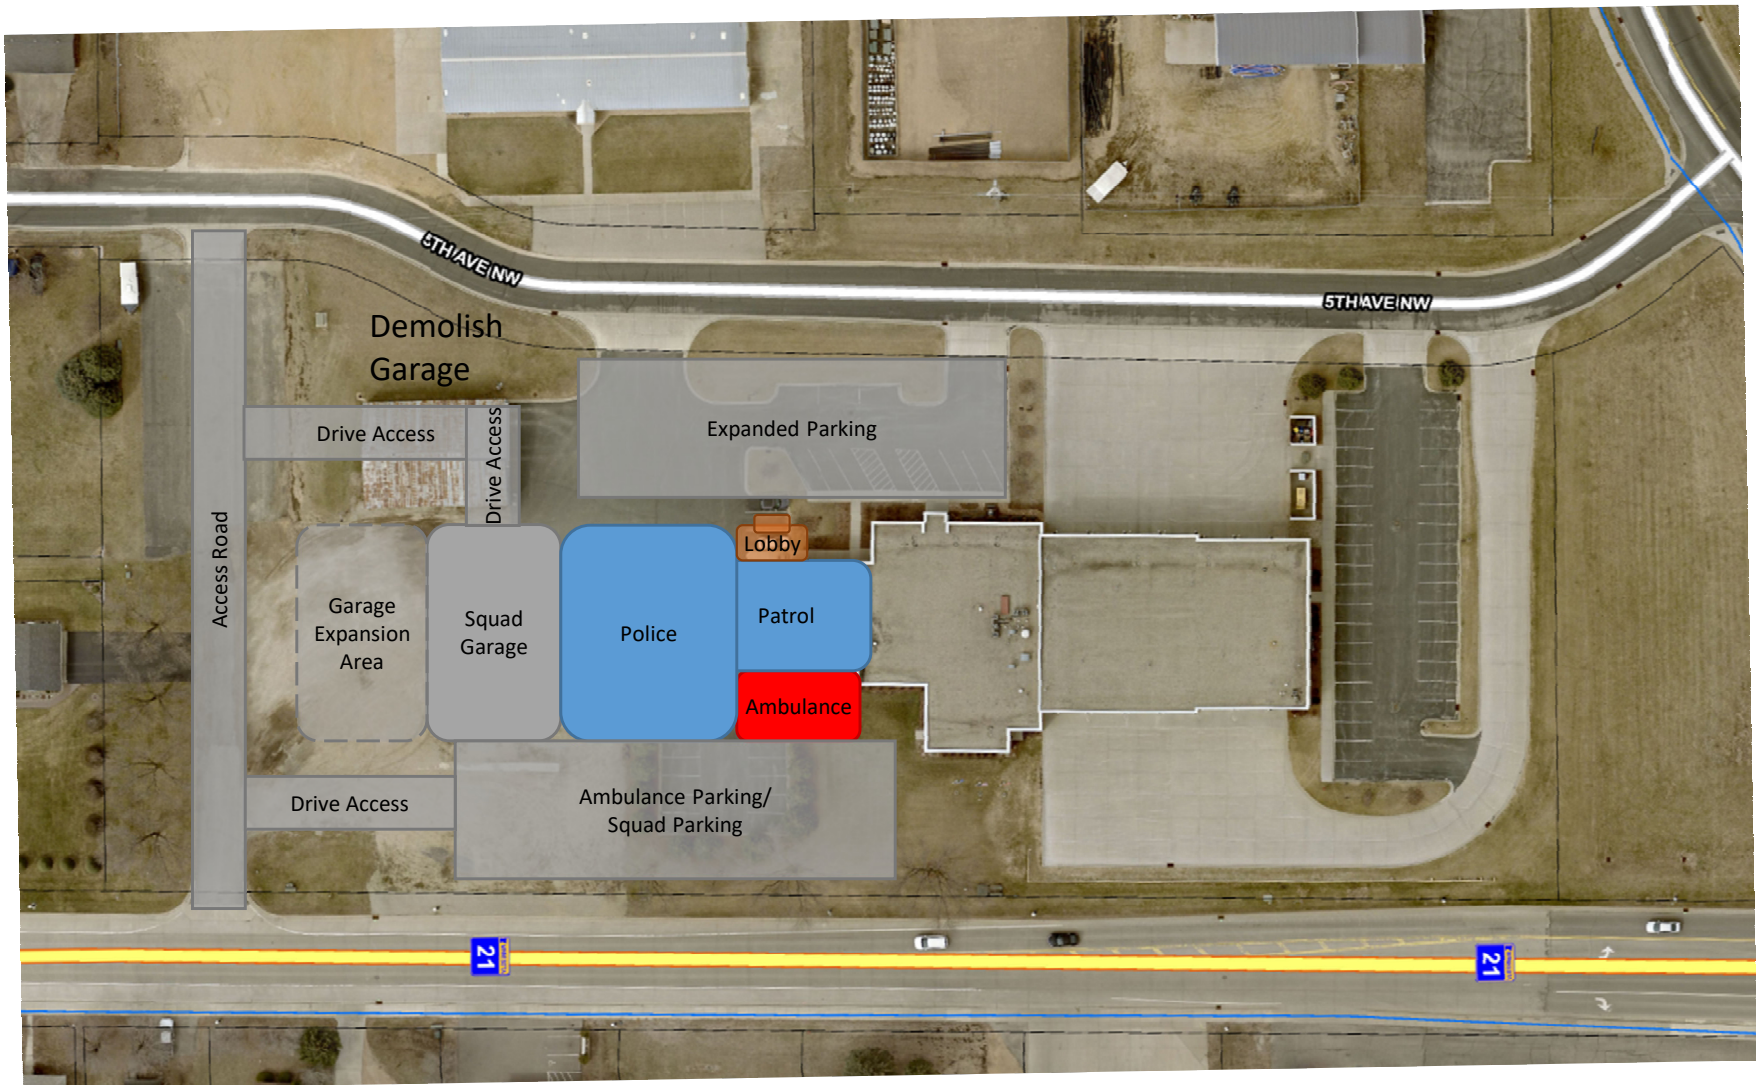 5TH AVE NW
5TH AVE NW
Demolish
Garage
Drive Access
Drive Access
Expanded Parking
Access Road
Lobby
Garage
Expansion
Area
Squad
Garage
Police
Patrol
Ambulance
Drive Access
Ambulance Parking/
Squad Parking
21
21